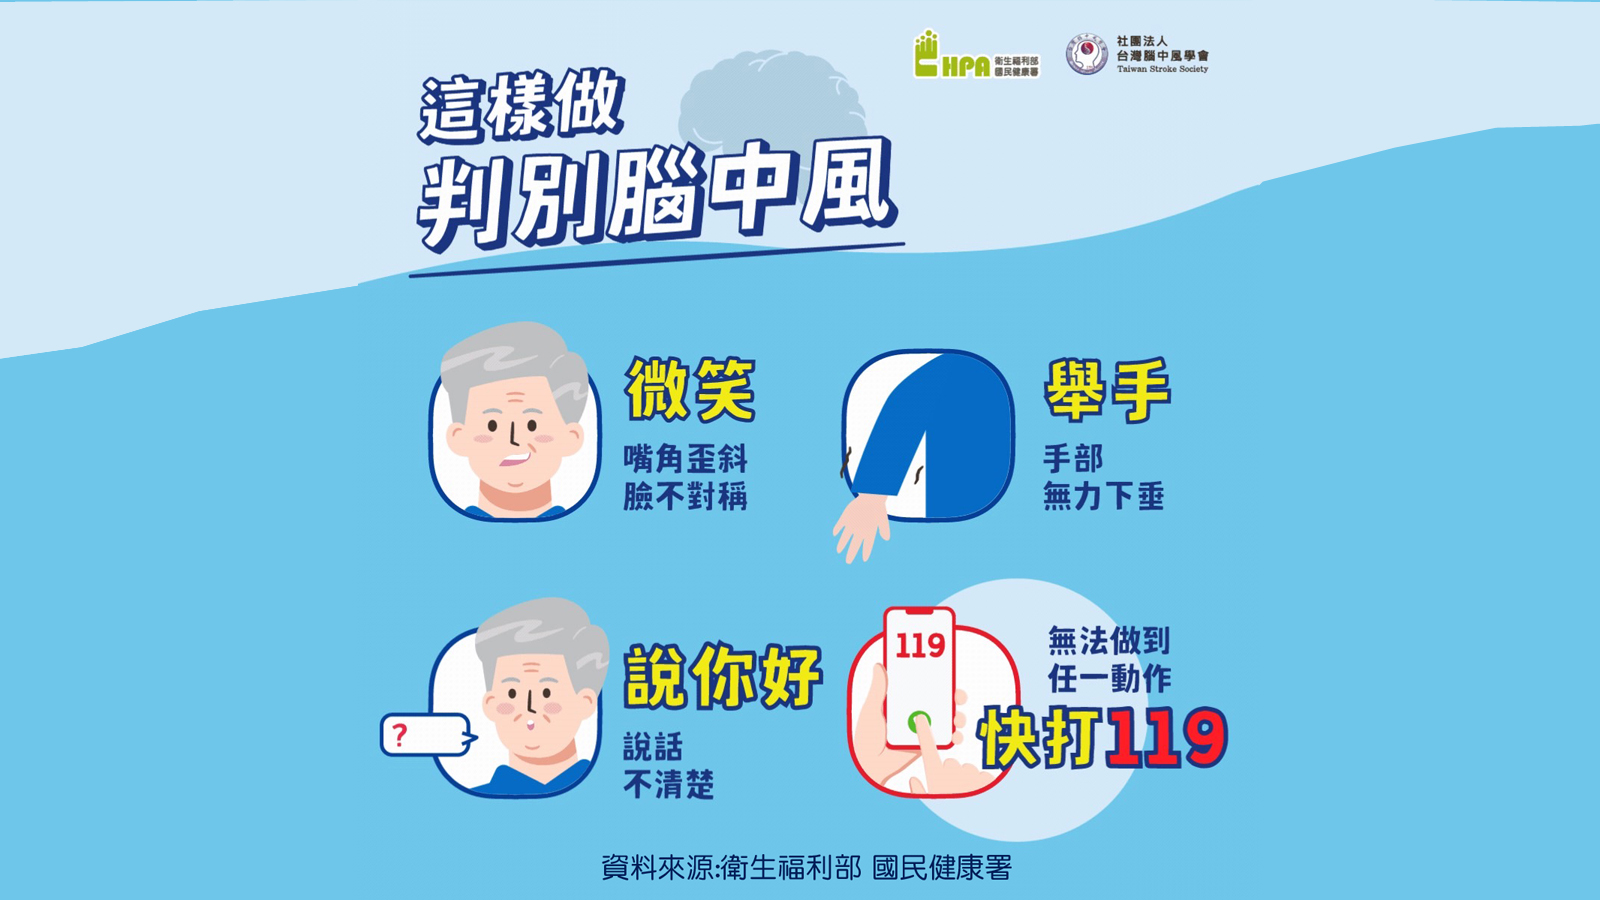 HPA 衛生福利部
國民健康署
社團法人
台灣腦中風學會
Taiwan Stroke Society
這樣做
判別腦中風
微笑
嘴角歪斜
臉不對稱
舉手
手部
無力下垂
?
說你好
說話
不清楚
119
無法做到
任一動作
快打119
資料來源:衛生福利部 國民健康署